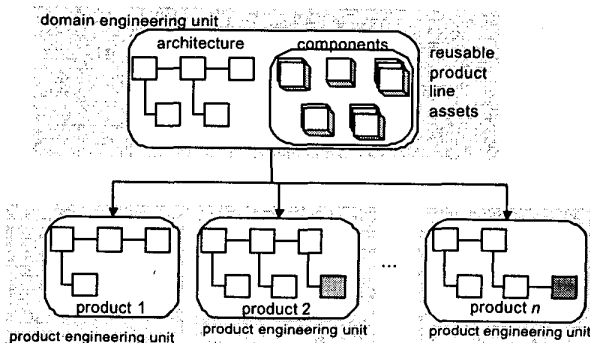 domain engineering unit
architecture
components
reusable
product
line
assets
product 1
product 2
...
product n
product engineering unit
product engineering unit
product engineering unit